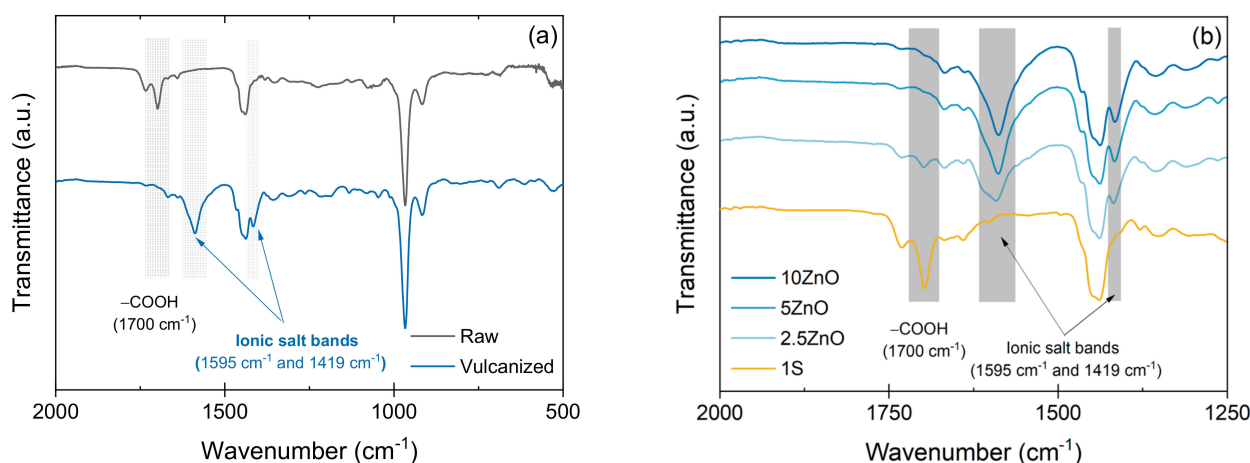 (a)
Transmittance (a.u.)
–COOH
(1700 cm⁻¹)
Ionic salt bands
(1595 cm⁻¹ and 1419 cm⁻¹)
Raw
Vulcanized
2000 1500 1000 500
Wavenumber (cm⁻¹)
(b)
Transmittance (a.u.)
10ZnO
5ZnO
2.5ZnO
1S
–COOH
(1700 cm⁻¹)
Ionic salt bands
(1595 cm⁻¹ and 1419 cm⁻¹)
2000 1750 1500 1250
Wavenumber (cm⁻¹)